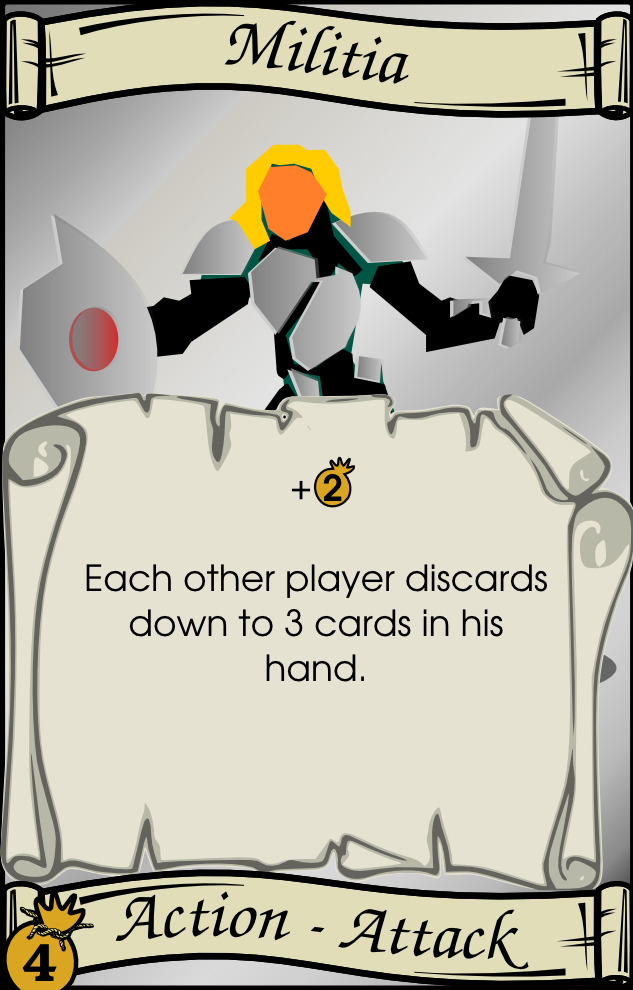 Militia
+2
Each other player discards
down to 3 cards in his
hand.
Action - Attack
4